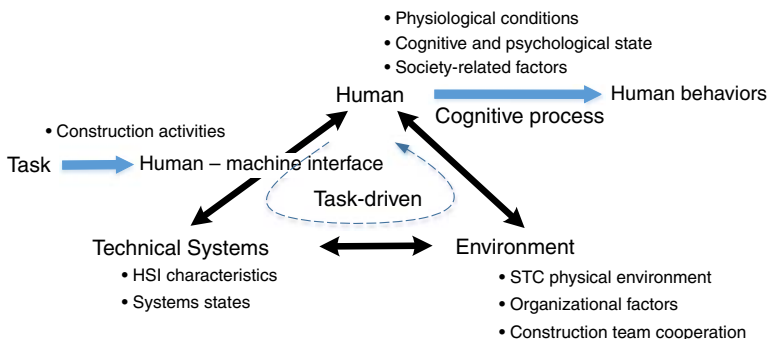 • Physiological conditions
• Cognitive and psychological state
• Society-related factors
Human
Human behaviors
Cognitive process
• Construction activities
Task
Human – machine interface
Task-driven
Technical Systems
Environment
• HSI characteristics
• Systems states
• STC physical environment
• Organizational factors
• Construction team cooperation